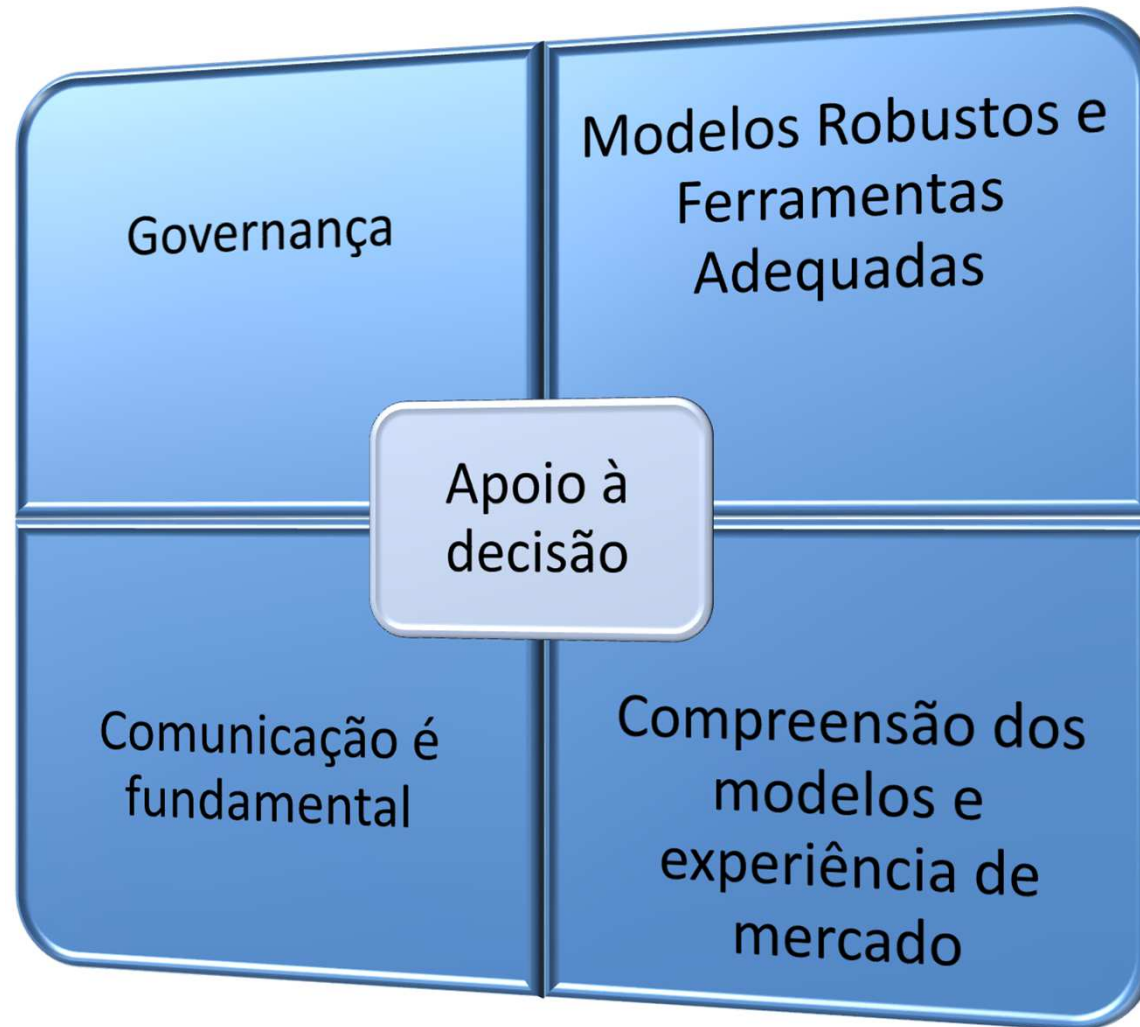 Governança
Modelos Robustos e
Ferramentas
Adequadas
Apoio à
decisão
Comunicação é
fundamental
Compreensão dos
modelos e
experiência de
mercado